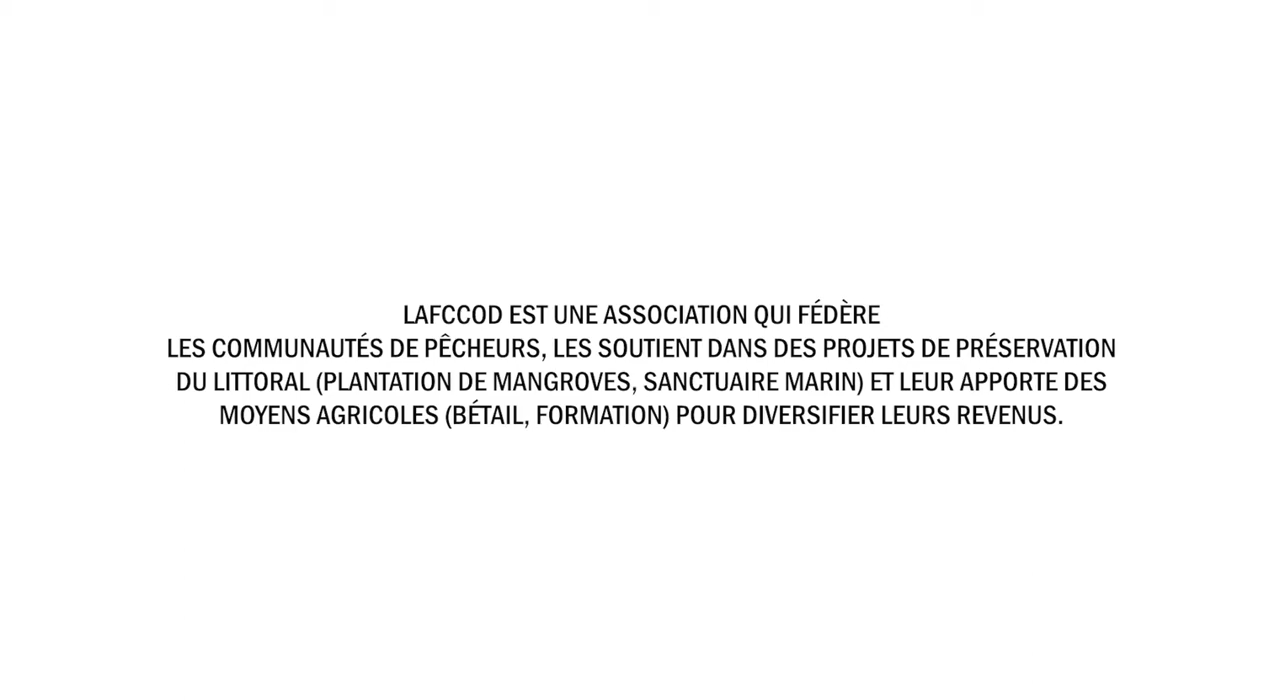 LAFCCOD EST UNE ASSOCIATION QUI FÉDÈRE
LES COMMUNAUTÉS DE PÊCHEURS, LES SOUTIENT DANS DES PROJETS DE PRÉSERVATION
DU LITTORAL (PLANTATION DE MANGROVES, SANCTUAIRE MARIN) ET LEUR APPORTE DES
MOYENS AGRICOLES (BÉTAIL, FORMATION) POUR DIVERSIFIER LEURS REVENUS.